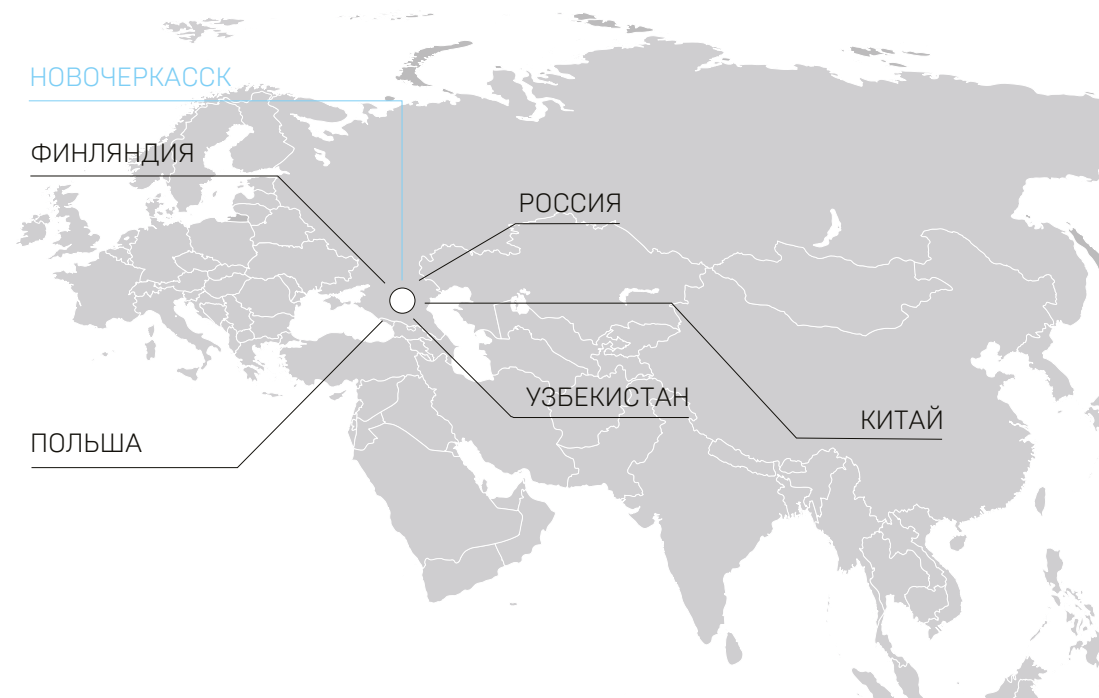 НОВОЧЕРКАССК
ФИНЛЯНДИЯ
РОССИЯ
УЗБЕКИСТАН
КИТАЙ
ПОЛЬША